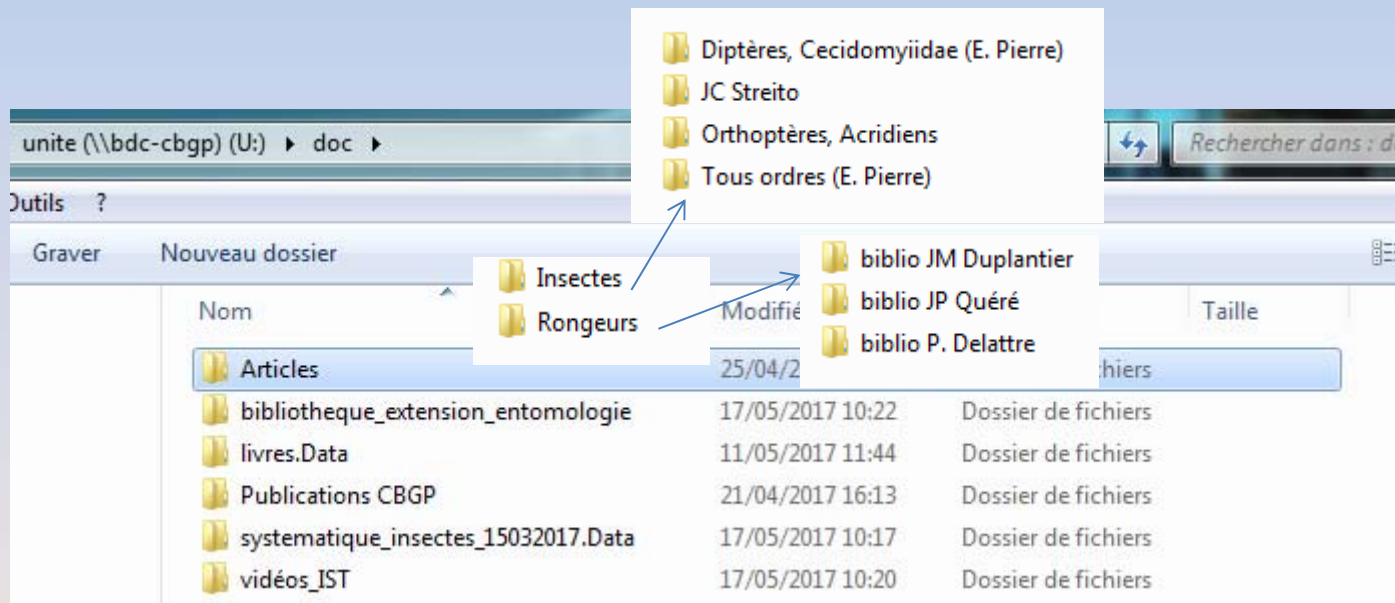 Diptères, Cecidomyiidae (E. Pierre)
JC Streito
Orthoptères, Acridiens
Tous ordres (E. Pierre)
unite (\\bdc-cbgp) (U:) ▸ doc ▸
Rechercher dans : d
Outils ?
Graver Nouveau dossier
Insectes
Rongeurs
biblio JM Duplantier
biblio JP Quéré
biblio P. Delattre
Nom Modifié Taille
Articles 25/04/2 hiers
bibliotheque_extension_entomologie 17/05/2017 10:22 Dossier de fichiers
livres.Data 11/05/2017 11:44 Dossier de fichiers
Publications CBGP 21/04/2017 16:13 Dossier de fichiers
systematique_insectes_15032017.Data 17/05/2017 10:17 Dossier de fichiers
vidéos_IST 17/05/2017 10:20 Dossier de fichiers